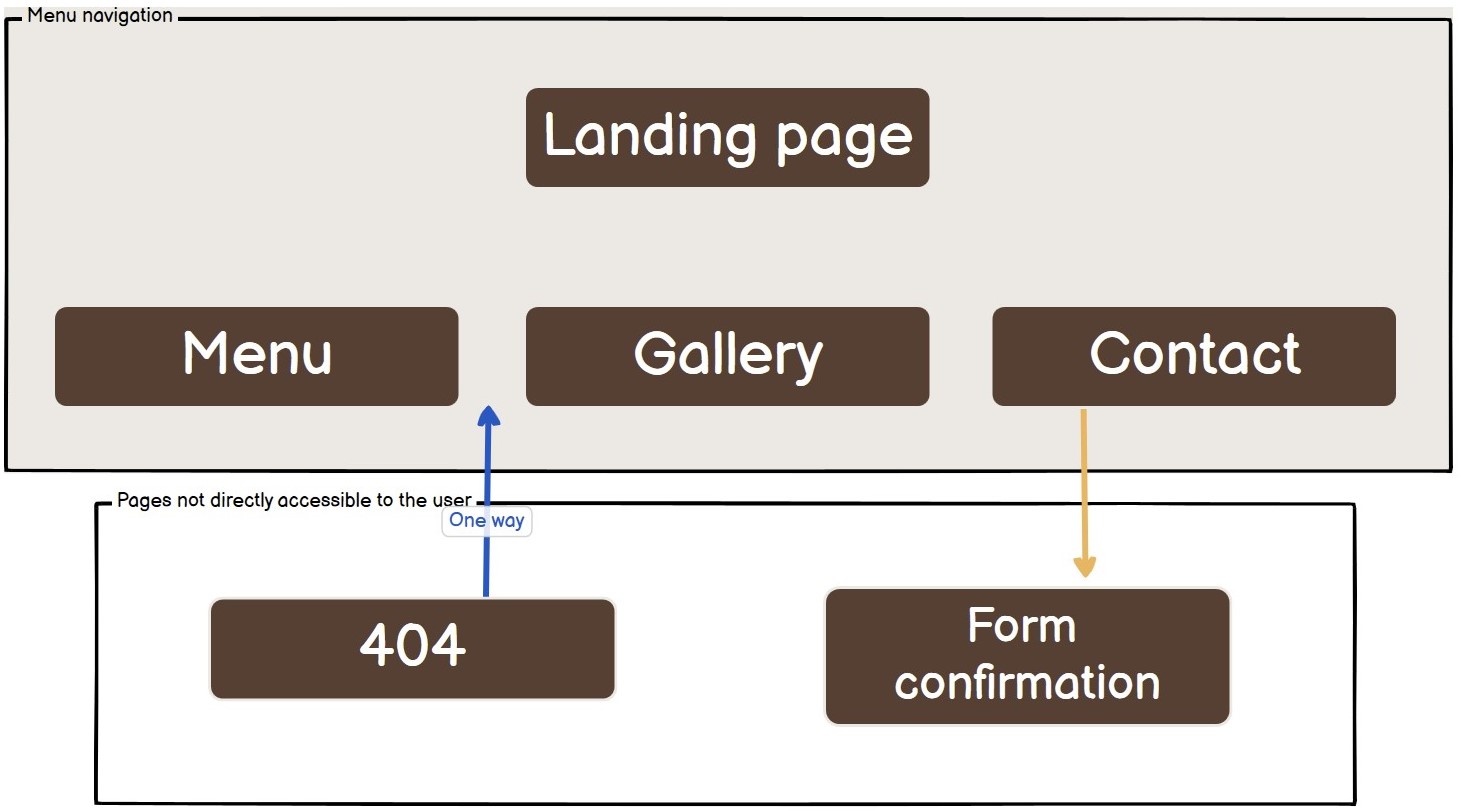 Menu navigation
Landing page
Menu
Gallery
Contact
Pages not directly accessible to the user
One way
404
Form
confirmation